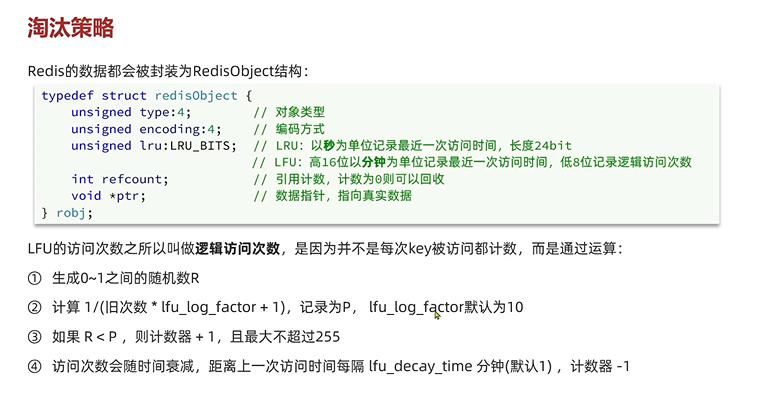 淘汰策略
Redis的数据都会被封装为RedisObject结构：
typedef struct redisObject {
unsigned type:4; // 对象类型
unsigned encoding:4; // 编码方式
unsigned lru:LRU_BITS; // LRU：以秒为单位记录最近一次访问时间，长度24bit
// LFU：高16位以分钟为单位记录最近一次访问时间，低8位记录逻辑访问次数
int refcount; // 引用计数，计数为0则可以回收
void *ptr; // 数据指针，指向真实数据
} robj;
LFU的访问次数之所以叫做逻辑访问次数，是因为并不是每次key被访问都计数，而是通过运算：
① 生成0~1之间的随机数R
② 计算 1/(旧次数 * lfu_log_factor + 1)，记录为P， lfu_log_factor默认为10
③ 如果 R < P ，则计数器 + 1，且最大不超过255
④ 访问次数会随时间衰减，距离上一次访问时间每隔 lfu_decay_time 分钟(默认1) ，计数器 -1